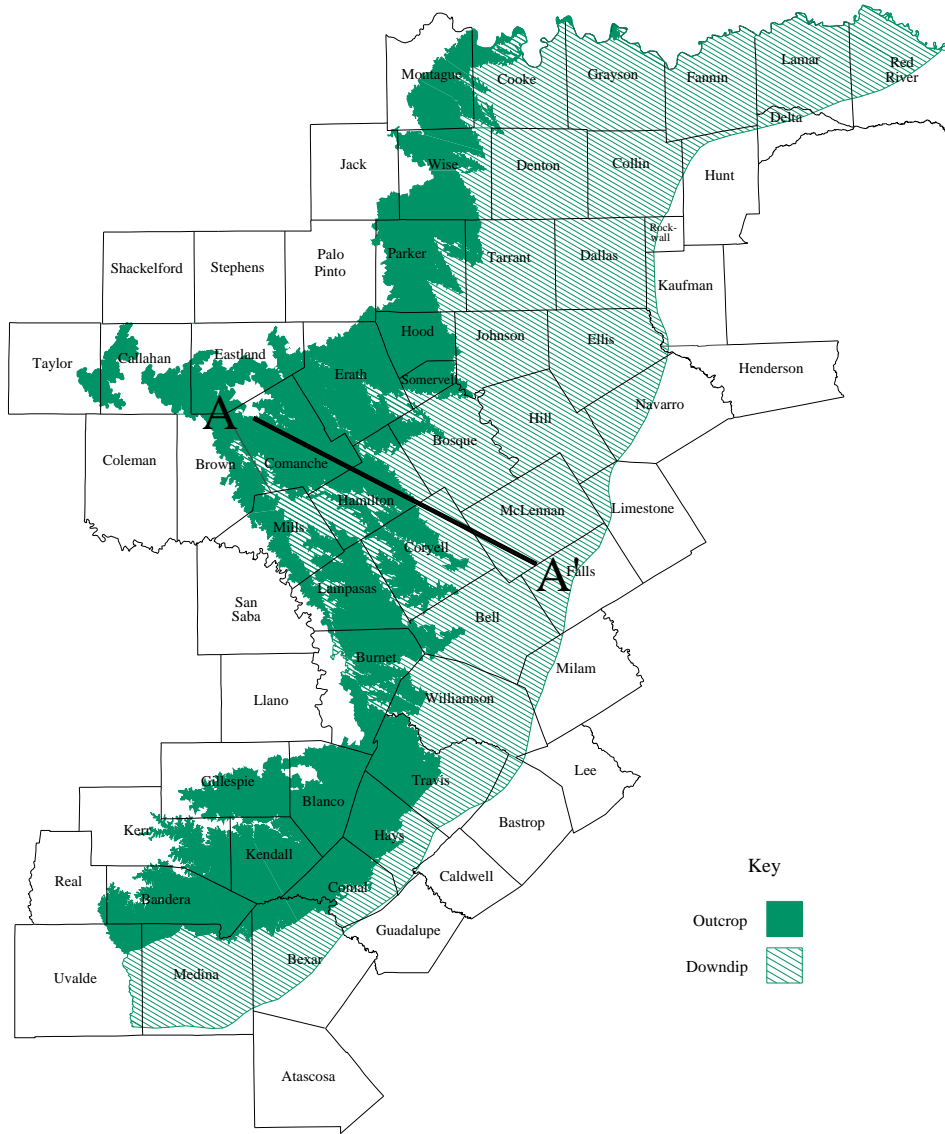 Montague
Cooke
Grayson
Fannin
Lamar
Red
River
Delta
Jack
Wise
Denton
Collin
Hunt
Rock-
wall
Shackelford
Stephens
Palo
Pinto
Parker
Tarrant
Dallas
Kaufman
Taylor
Callahan
Eastland
Hood
Johnson
Ellis
Henderson
Erath
Somervell
Navarro
A
Coleman
Brown
Comanche
Bosque
Hill
Hamilton
McLennan
Limestone
Mills
Coryell
A'
Falls
San
Saba
Lampasas
Bell
Burnet
Milam
Llano
Williamson
Gillespie
Travis
Lee
Blanco
Kerr
Hays
Bastrop
Kendall
Key
Real
Bandera
Comal
Caldwell
Outcrop
Guadalupe
Uvalde
Medina
Bexar
Downdip
Atascosa